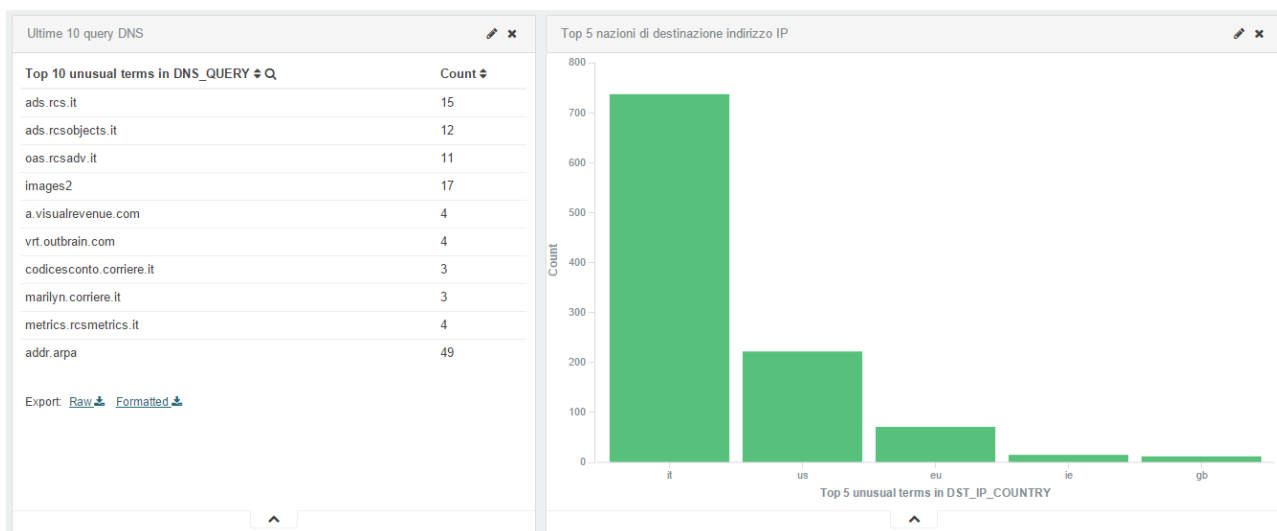 Ultime 10 query DNS
Top 10 unusual terms in DNS_QUERY Count
ads.rcs.it 15
ads.rcsobjects.it 12
oas.rcsadv.it 11
images2 17
a.visualrevenue.com 4
vrt.outbrain.com 4
codicesconto.corriere.it 3
marilyn.corriere.it 3
metrics.rcsmetrics.it 4
addr.arpa 49
Export: Raw Formatted
Top 5 nazioni di destinazione indirizzo IP
800
700
600
500
400
300
200
100
0
Count
it us eu ie gb
Top 5 unusual terms in DST_IP_COUNTRY